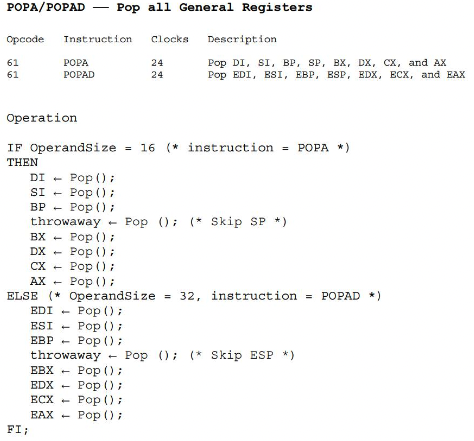 POPA/POPAD — Pop all General Registers
Opcode Instruction Clocks Description
61 POPA 24 Pop DI, SI, BP, SP, BX, DX, CX, and AX
61 POPAD 24 Pop EDI, ESI, EBP, ESP, EDX, ECX, and EAX
Operation
IF OperandSize = 16 (* instruction = POPA *)
THEN
DI ← Pop();
SI ← Pop();
BP ← Pop();
throwaway ← Pop (); (* Skip SP *)
BX ← Pop();
DX ← Pop();
CX ← Pop();
AX ← Pop();
ELSE (* OperandSize = 32, instruction = POPAD *)
EDI ← Pop();
ESI ← Pop();
EBP ← Pop();
throwaway ← Pop (); (* Skip ESP *)
EBX ← Pop();
EDX ← Pop();
ECX ← Pop();
EAX ← Pop();
FI;